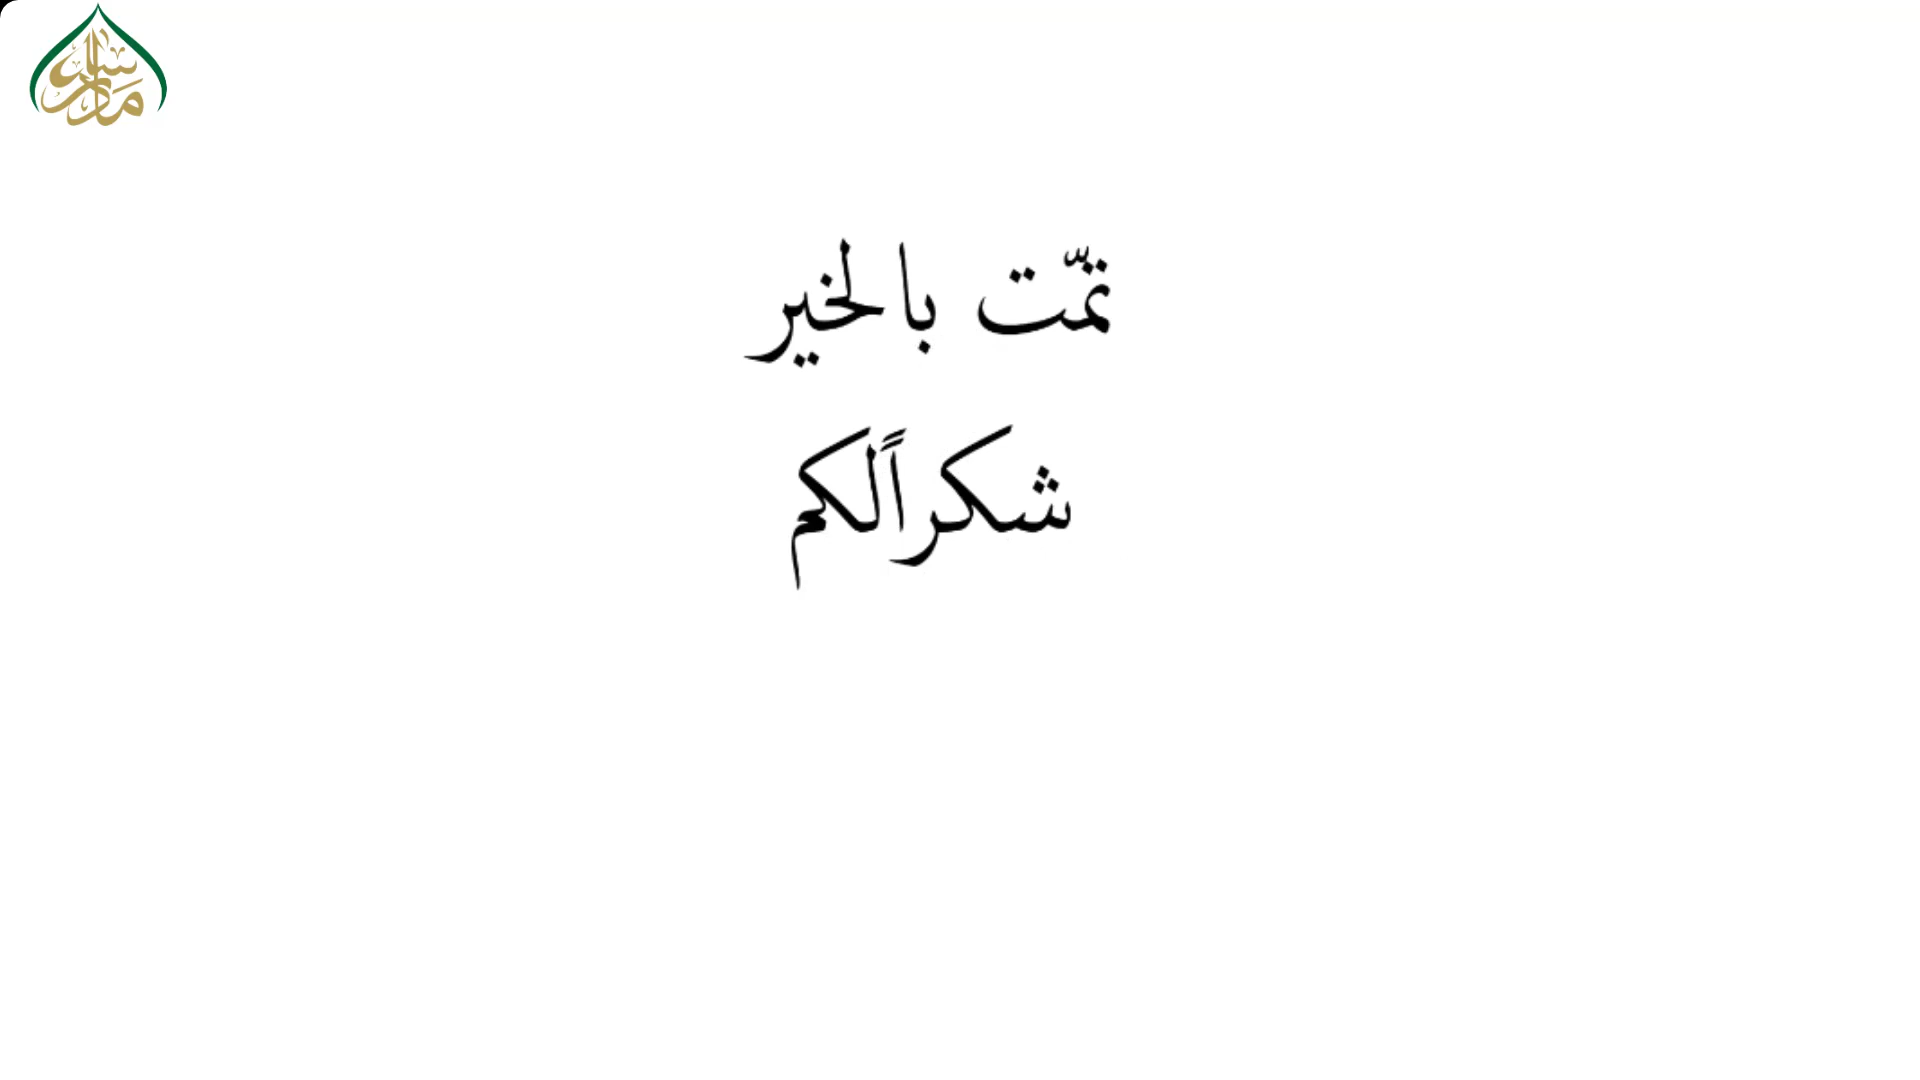 تمّت بالخير
شكراً لكم